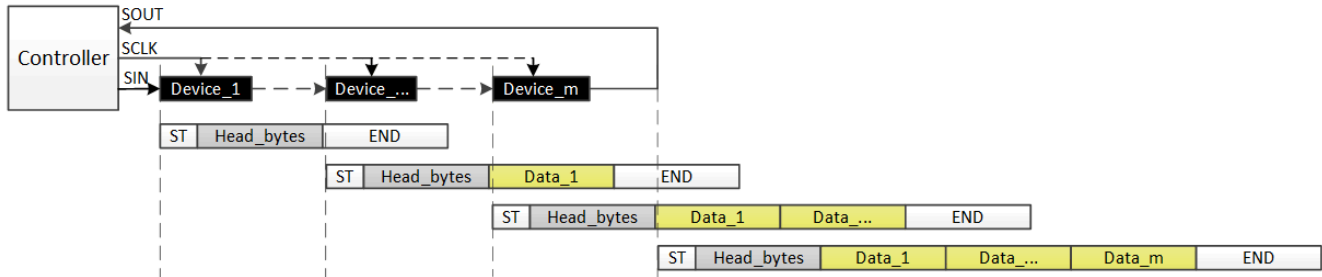 SOUT
SCLK
Controller
SIN
Device_1 Device_... Device_m
ST Head_bytes END
ST Head_bytes Data_1 END
ST Head_bytes Data_1 Data_... END
ST Head_bytes Data_1 Data_... Data_m END